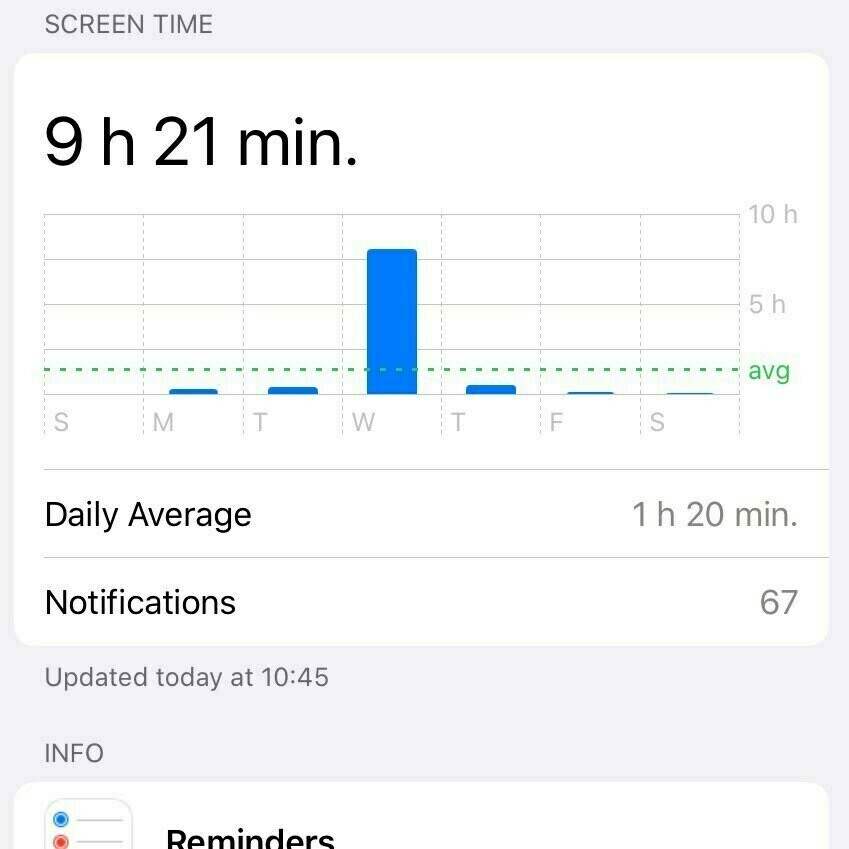 SCREEN TIME
9 h 21 min.
10 h
5 h
avg
S M T W T F S
Daily Average 1 h 20 min.
Notifications 67
Updated today at 10:45
INFO
Reminders